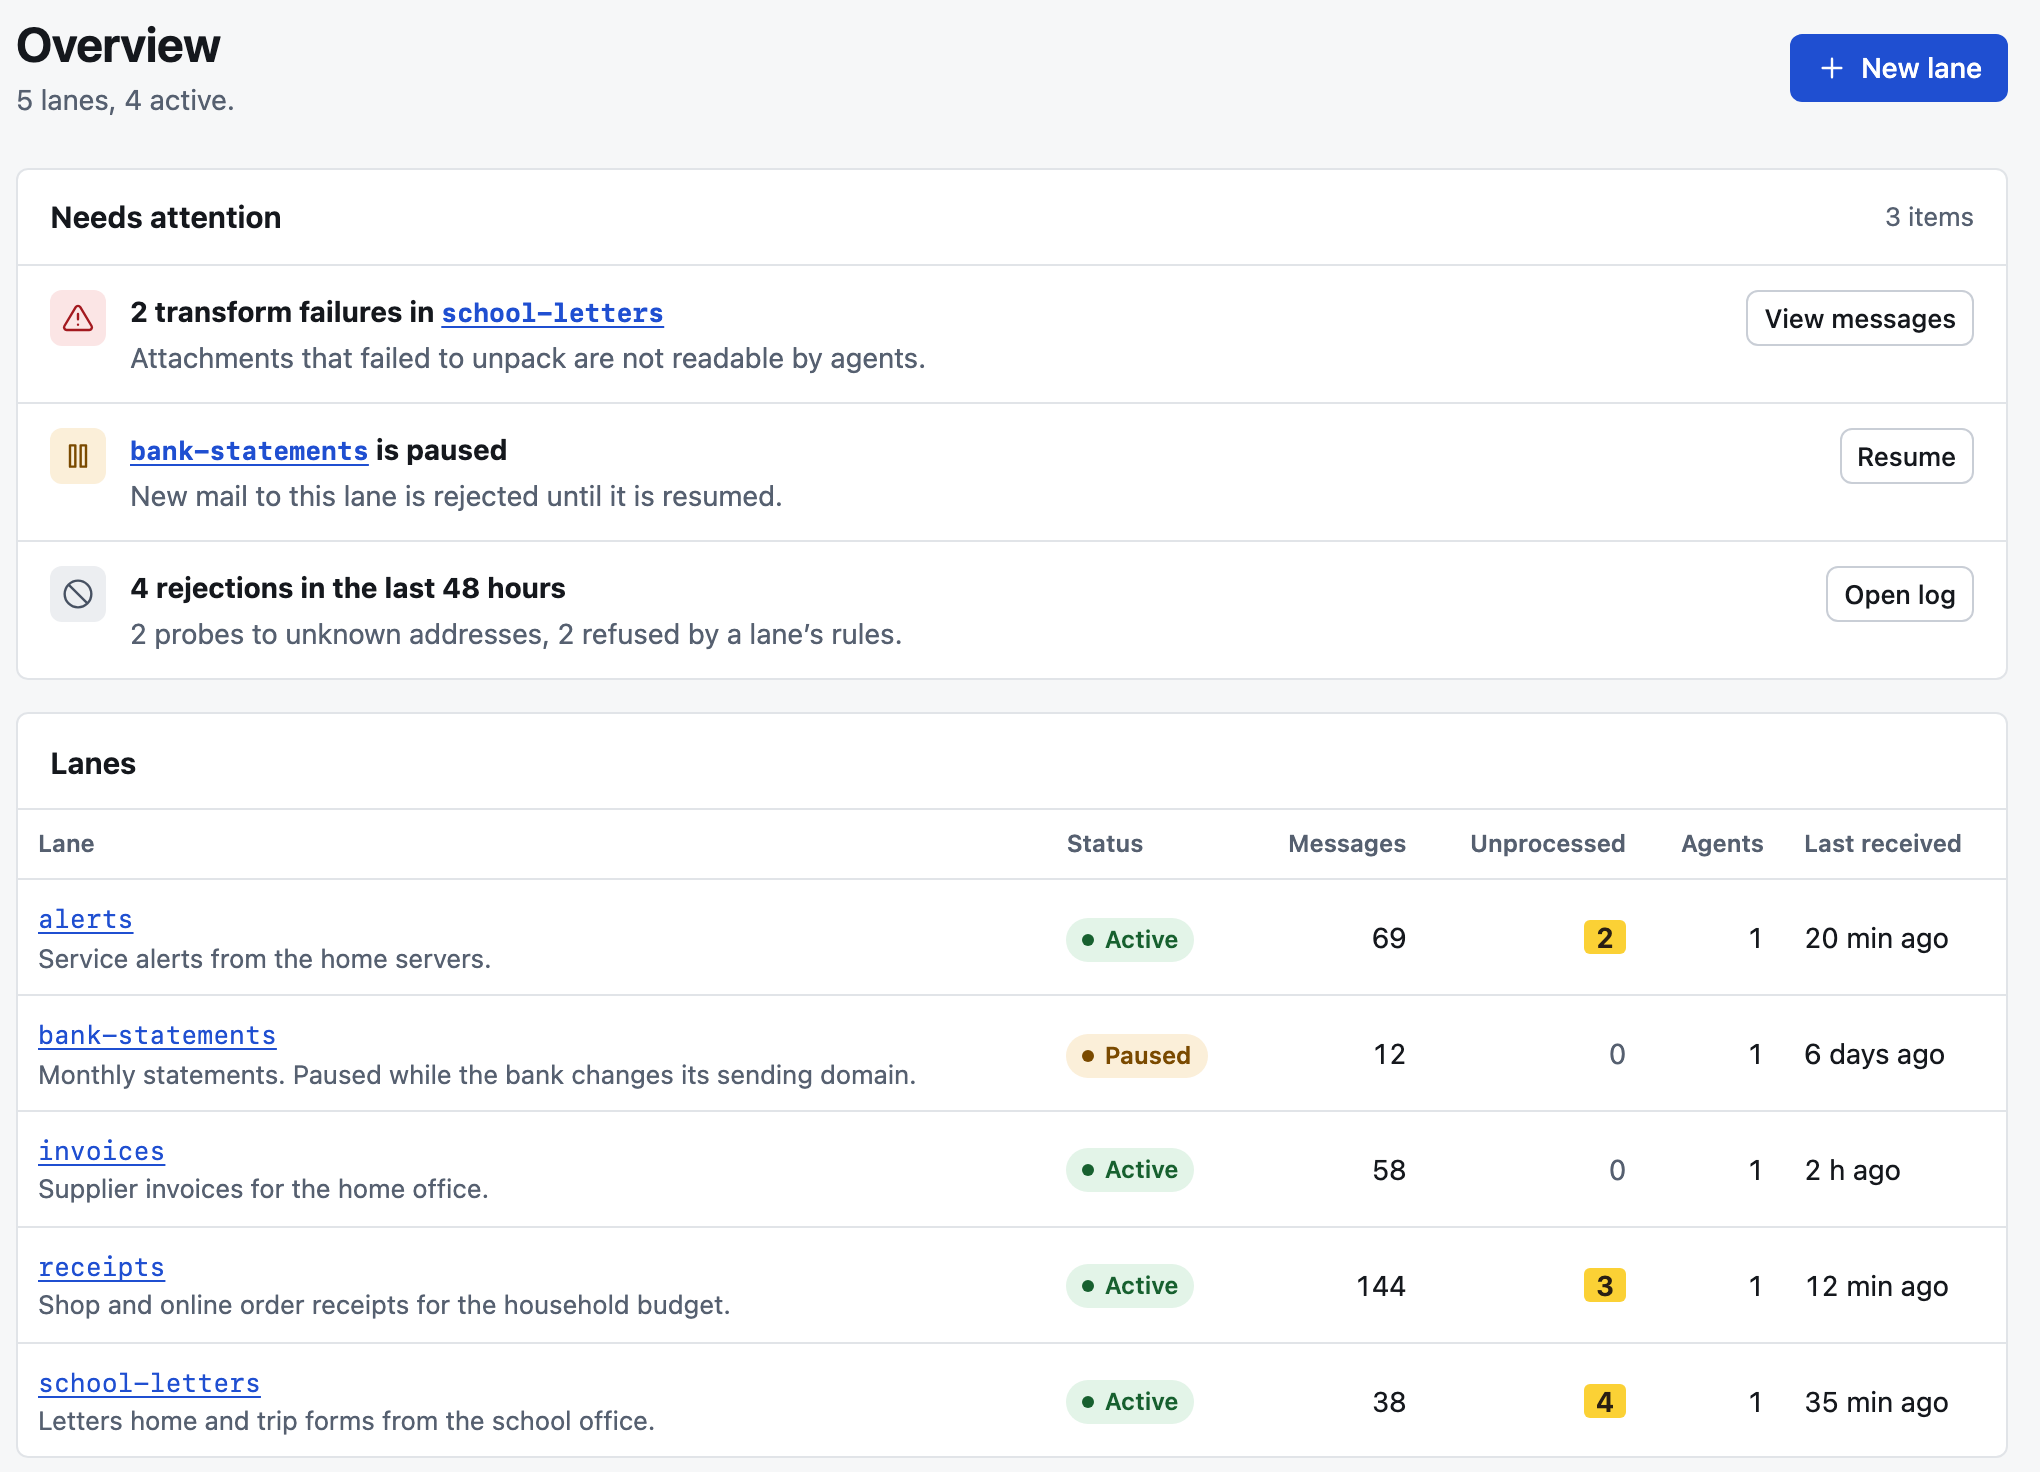 Overview
5 lanes, 4 active.
+ New lane
Needs attention
3 items
2 transform failures in school-letters
View messages
Attachments that failed to unpack are not readable by agents.
bank-statements is paused
Resume
New mail to this lane is rejected until it is resumed.
4 rejections in the last 48 hours
Open log
2 probes to unknown addresses, 2 refused by a lane’s rules.
Lanes
Lane Status Messages Unprocessed Agents Last received
alerts
Service alerts from the home servers.
Active 69 2 1 20 min ago
bank-statements
Monthly statements. Paused while the bank changes its sending domain.
Paused 12 0 1 6 days ago
invoices
Supplier invoices for the home office.
Active 58 0 1 2 h ago
receipts
Shop and online order receipts for the household budget.
Active 144 3 1 12 min ago
school-letters
Letters home and trip forms from the school office.
Active 38 4 1 35 min ago